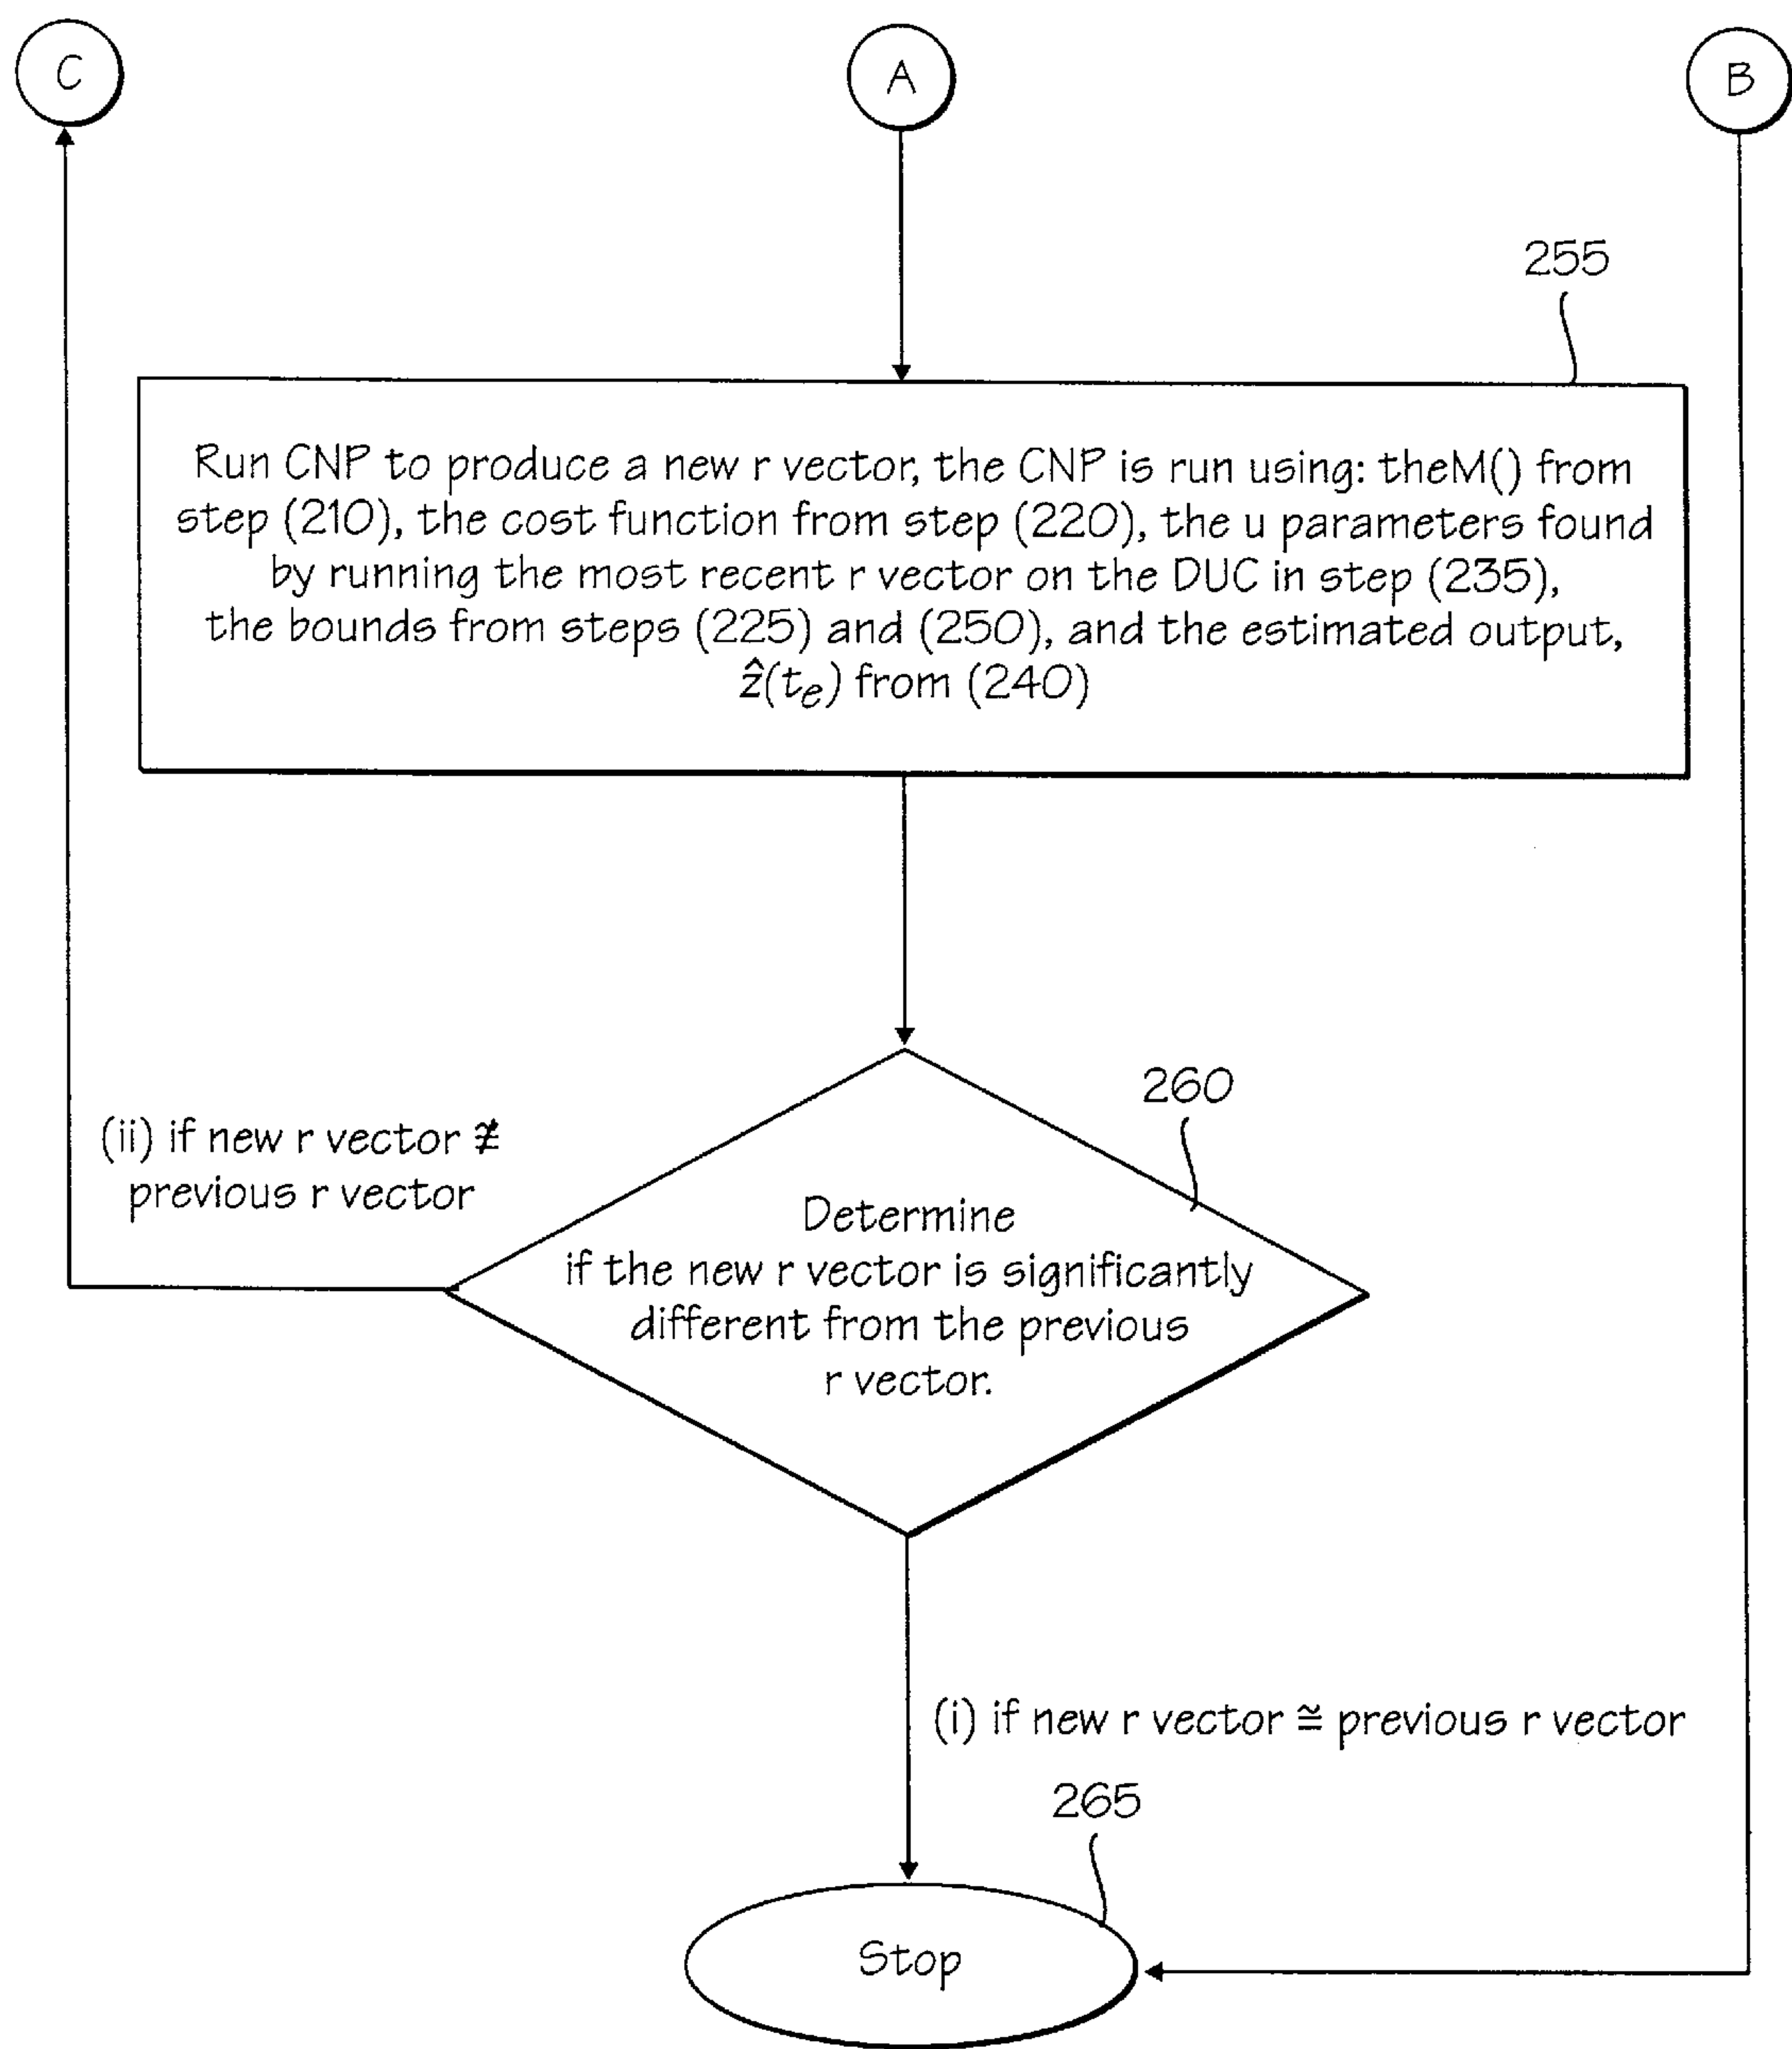 C
A
B
255
Run CNP to produce a new r vector, the CNP is run using: theM() from
step (210), the cost function from step (220), the u parameters found
by running the most recent r vector on the DUC in step (235),
the bounds from steps (225) and (250), and the estimated output,
ẑ(tₑ) from (240)
260
(ii) if new r vector ≇
previous r vector
Determine
if the new r vector is significantly
different from the previous
r vector.
(i) if new r vector ≅ previous r vector
265
Stop